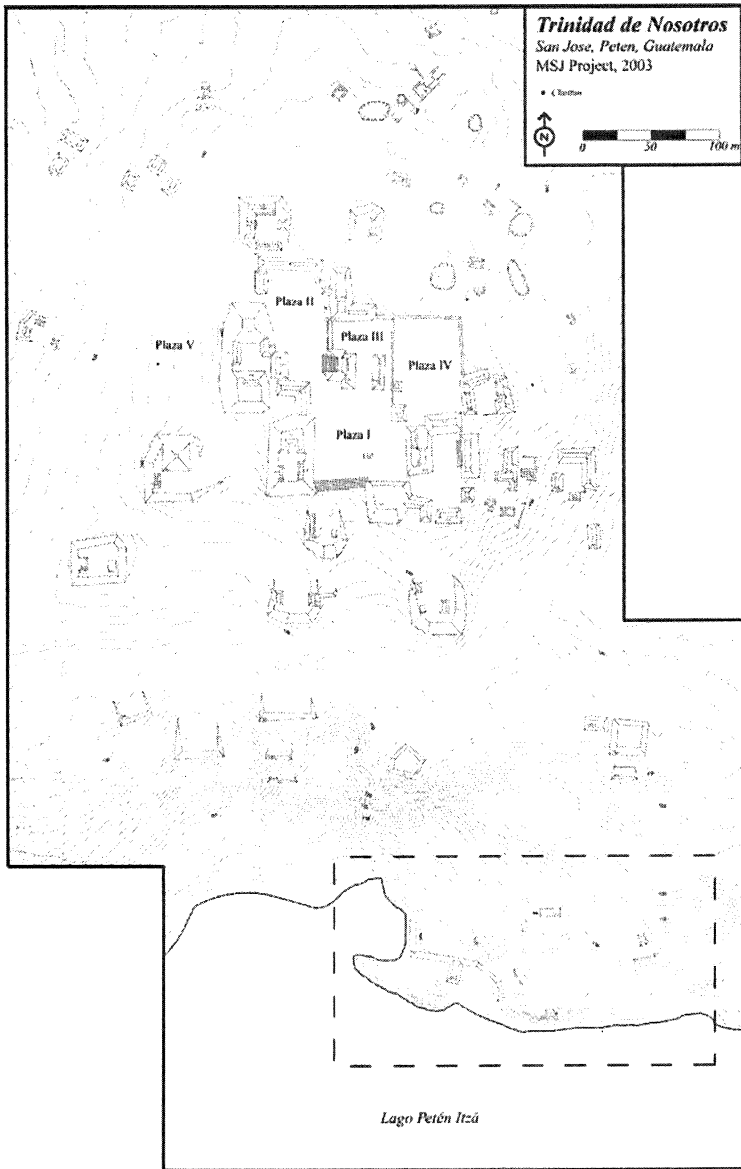 Trinidad de Nosotros
San Jose, Peten, Guatemala
MSJ Project, 2003
Chultun
N
0 50 100 m
Plaza II
Plaza V
Plaza III
Plaza IV
Plaza I
Lago Petén Itzá